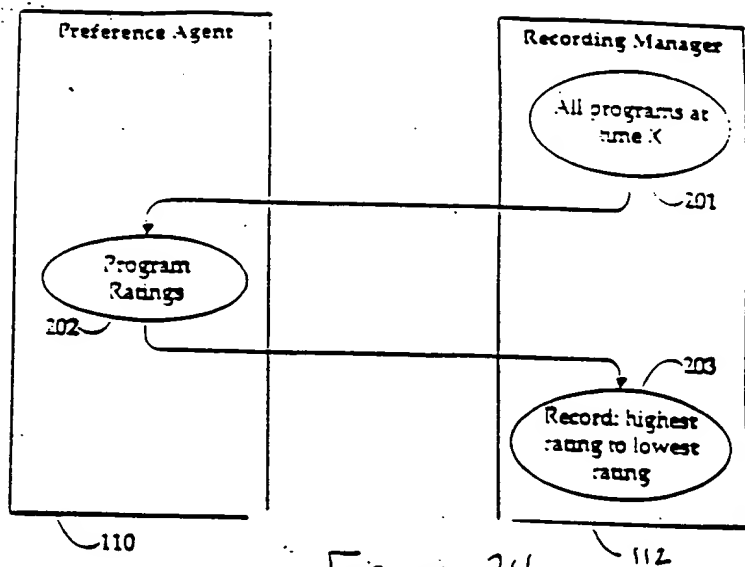 Preference Agent
Recording Manager
All programs at
time X
201
Program
Ratings
202
203
Record: highest
rating to lowest
rating
110
112